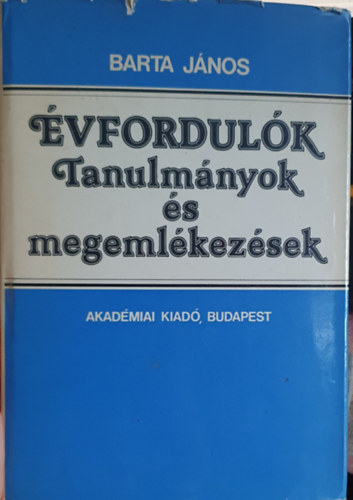 BARTA JÁNOS
ÉVFORDULÓK
Tanulmányok
és
megemlékezések
AKADÉMIAI KIADÓ, BUDAPEST